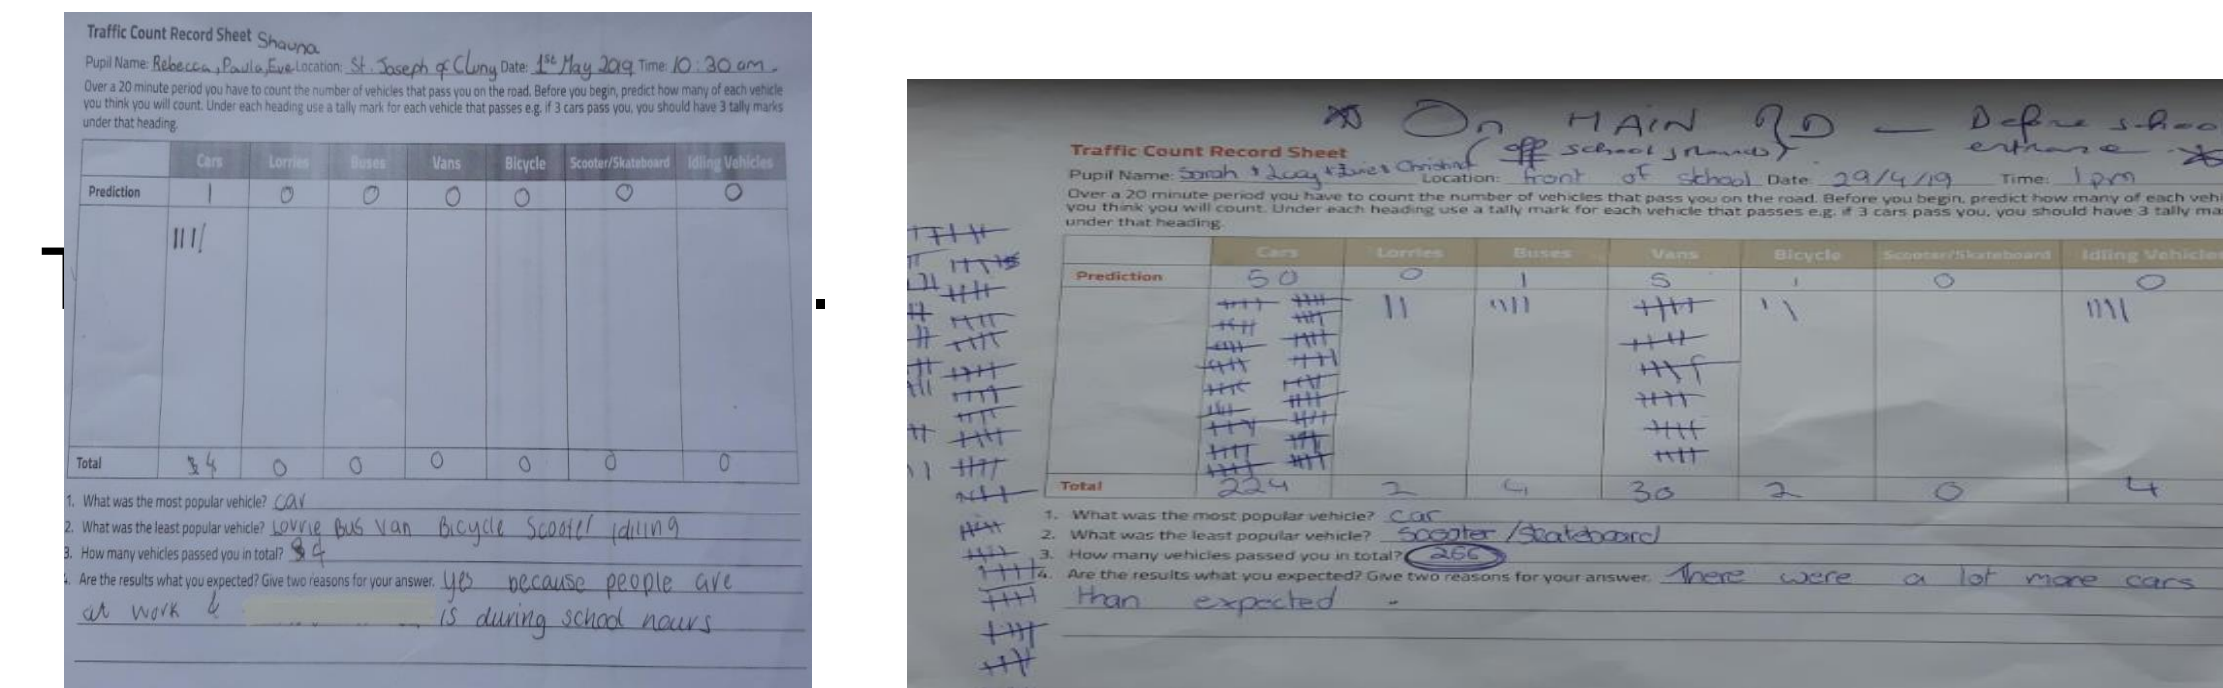 Traffic Count Record Sheet Shauna
Pupil Name: Rebecca, Paula, Eve Location: St. Joseph of Cluny Date: 1st May 2019 Time: 10:30 am.
Over a 20 minute period you have to count the number of vehicles that pass you on the road. Before you begin, predict how many of each vehicle
you think you will count. Under each heading use a tally mark for each vehicle that passes e.g. if 3 cars pass you, you should have 3 tally marks
under that heading.
Cars Lorries Buses Vans Bicycle Scooter/Skateboard Idling Vehicles
Prediction 1 0 0 0 0 0 0
Total 4 0 0 0 0 0 0
1. What was the most popular vehicle? car
2. What was the least popular vehicle? Lorrie Bus Van Bicycle Scooter idiling
3. How many vehicles passed you in total? 4
. Are the results what you expected? Give two reasons for your answer. yes because people are
at work & is during school hours
On MAIN RD — Before schoo
(off school grounds) entrance
Traffic Count Record Sheet
Pupil Name: Sarah + Lucy + Christina Location: front of school Date: 29/4/19 Time: 1pm
Over a 20 minute period you have to count the number of vehicles that pass you on the road. Before you begin, predict how many of each vehi
you think you will count. Under each heading use a tally mark for each vehicle that passes e.g. if 3 cars pass you, you should have 3 tally ma
under that heading.
Cars Lorries Buses Vans Bicycle Scooter/Skateboard Idling Vehicles
Prediction 50 0 1 5 1 0 0
Total 224 2 4 30 2 0 4
1. What was the most popular vehicle? car
2. What was the least popular vehicle? Scooter/Skateboard
3. How many vehicles passed you in total? 266
4. Are the results what you expected? Give two reasons for your answer. There were a lot more cars
than expected.